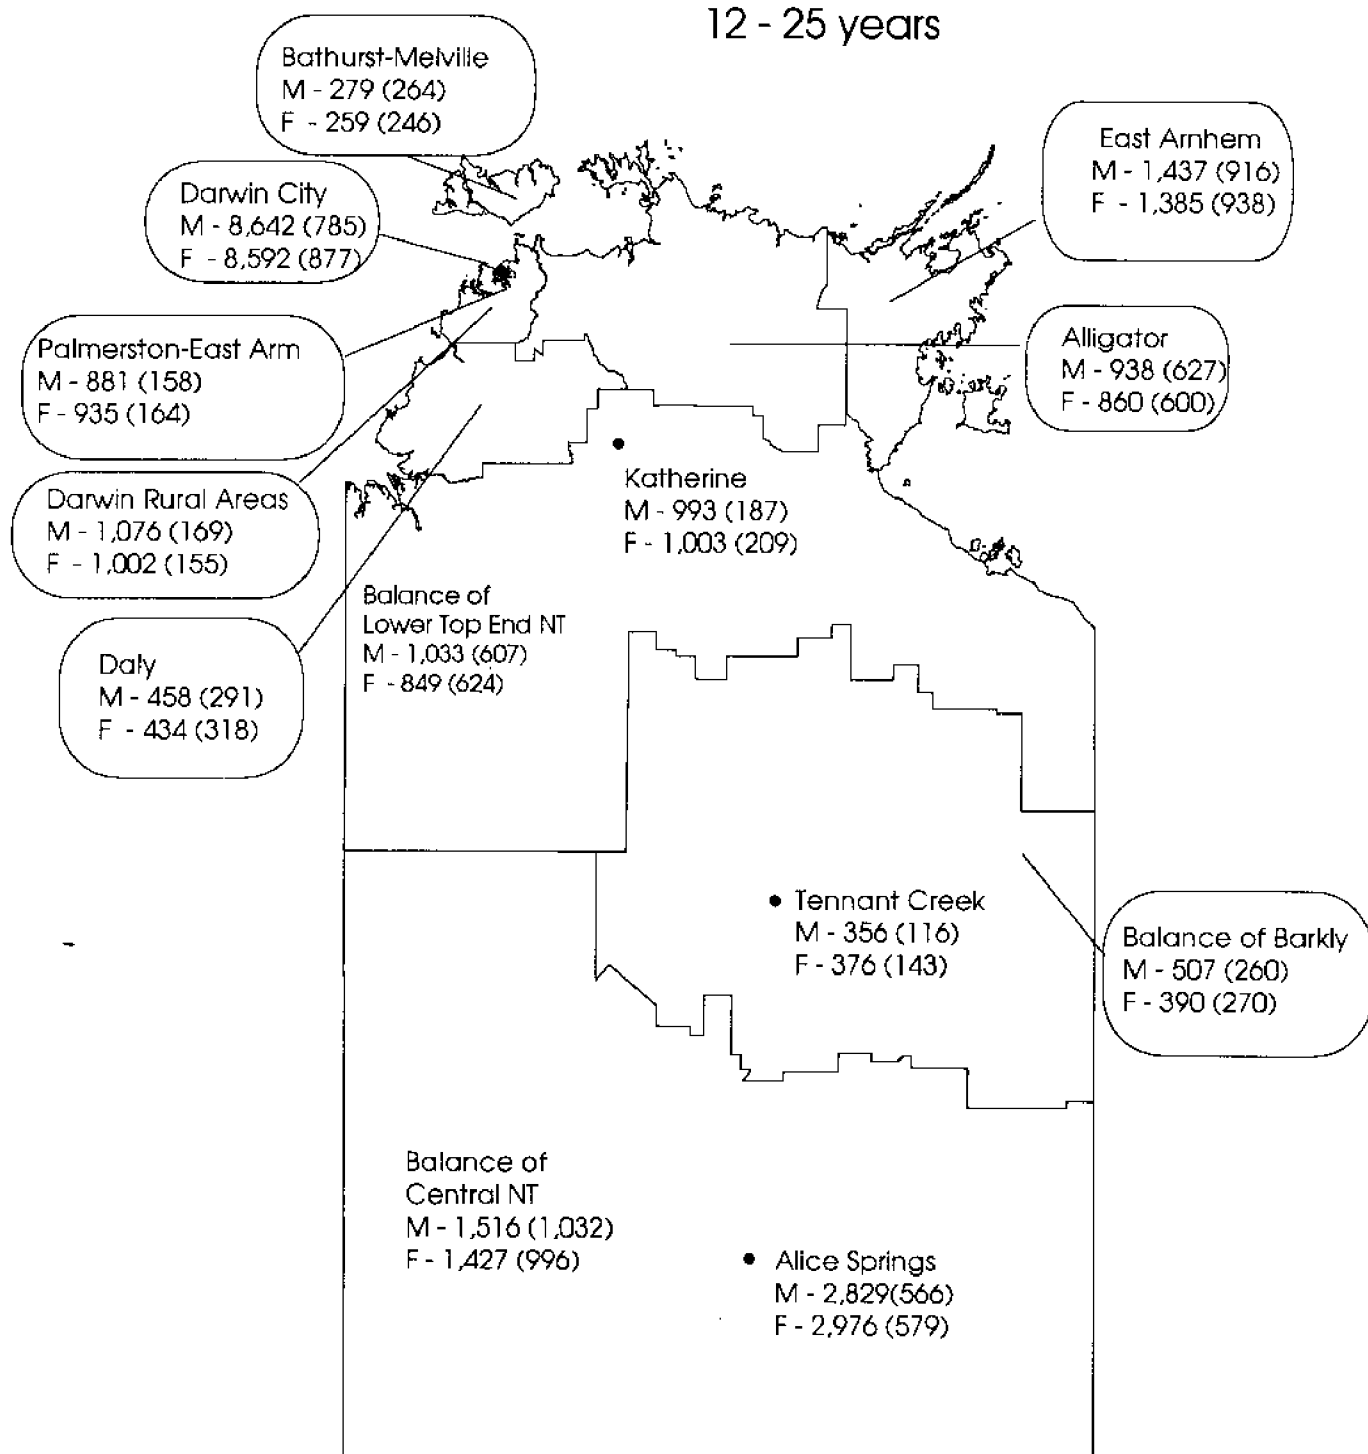 12 - 25 years
Bathurst-Melville
M - 279 (264)
F - 259 (246)
East Arnhem
M - 1,437 (916)
F - 1,385 (938)
Darwin City
M - 8,642 (785)
F - 8,592 (877)
Palmerston-East Arm
M - 881 (158)
F - 935 (164)
Alligator
M - 938 (627)
F - 860 (600)
Darwin Rural Areas
M - 1,076 (169)
F - 1,002 (155)
Katherine
M - 993 (187)
F - 1,003 (209)
Balance of
Lower Top End NT
M - 1,033 (607)
F - 849 (624)
Daly
M - 458 (291)
F - 434 (318)
Tennant Creek
M - 356 (116)
F - 376 (143)
Balance of Barkly
M - 507 (260)
F - 390 (270)
Balance of
Central NT
M - 1,516 (1,032)
F - 1,427 (996)
Alice Springs
M - 2,829(566)
F - 2,976 (579)